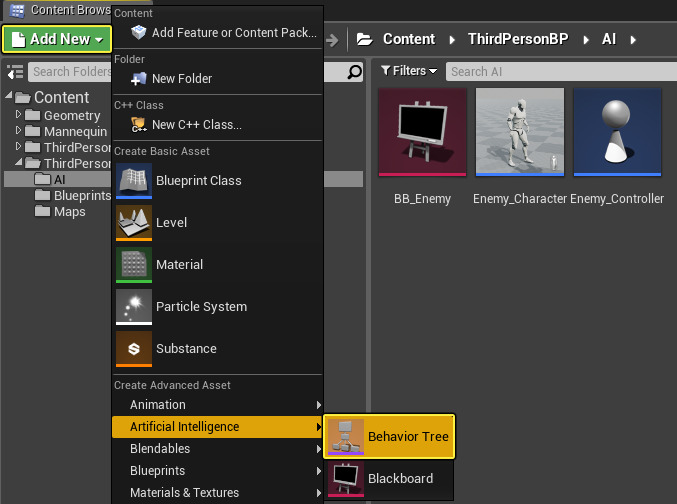 Content Brows
Add New
Content
ThirdPersonBP
AI
Search Folders
Filters
Search AI
Content
Geometry
Mannequin
ThirdPerson
ThirdPerson
AI
Blueprints
Maps
Content
Add Feature or Content Pack...
Folder
New Folder
C++ Class
C++
New C++ Class...
Create Basic Asset
Blueprint Class
Level
Material
Particle System
Substance
Create Advanced Asset
Animation
Artificial Intelligence
Blendables
Blueprints
Materials & Textures
Behavior Tree
Blackboard
BB_Enemy
Enemy_Character
Enemy_Controller